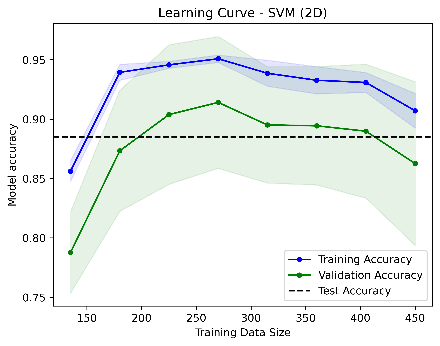 Learning Curve - SVM (2D)
0.95
0.90
0.85
0.80
0.75
Model accuracy
Training Accuracy
Validation Accuracy
Test Accuracy
150 200 250 300 350 400 450
Training Data Size